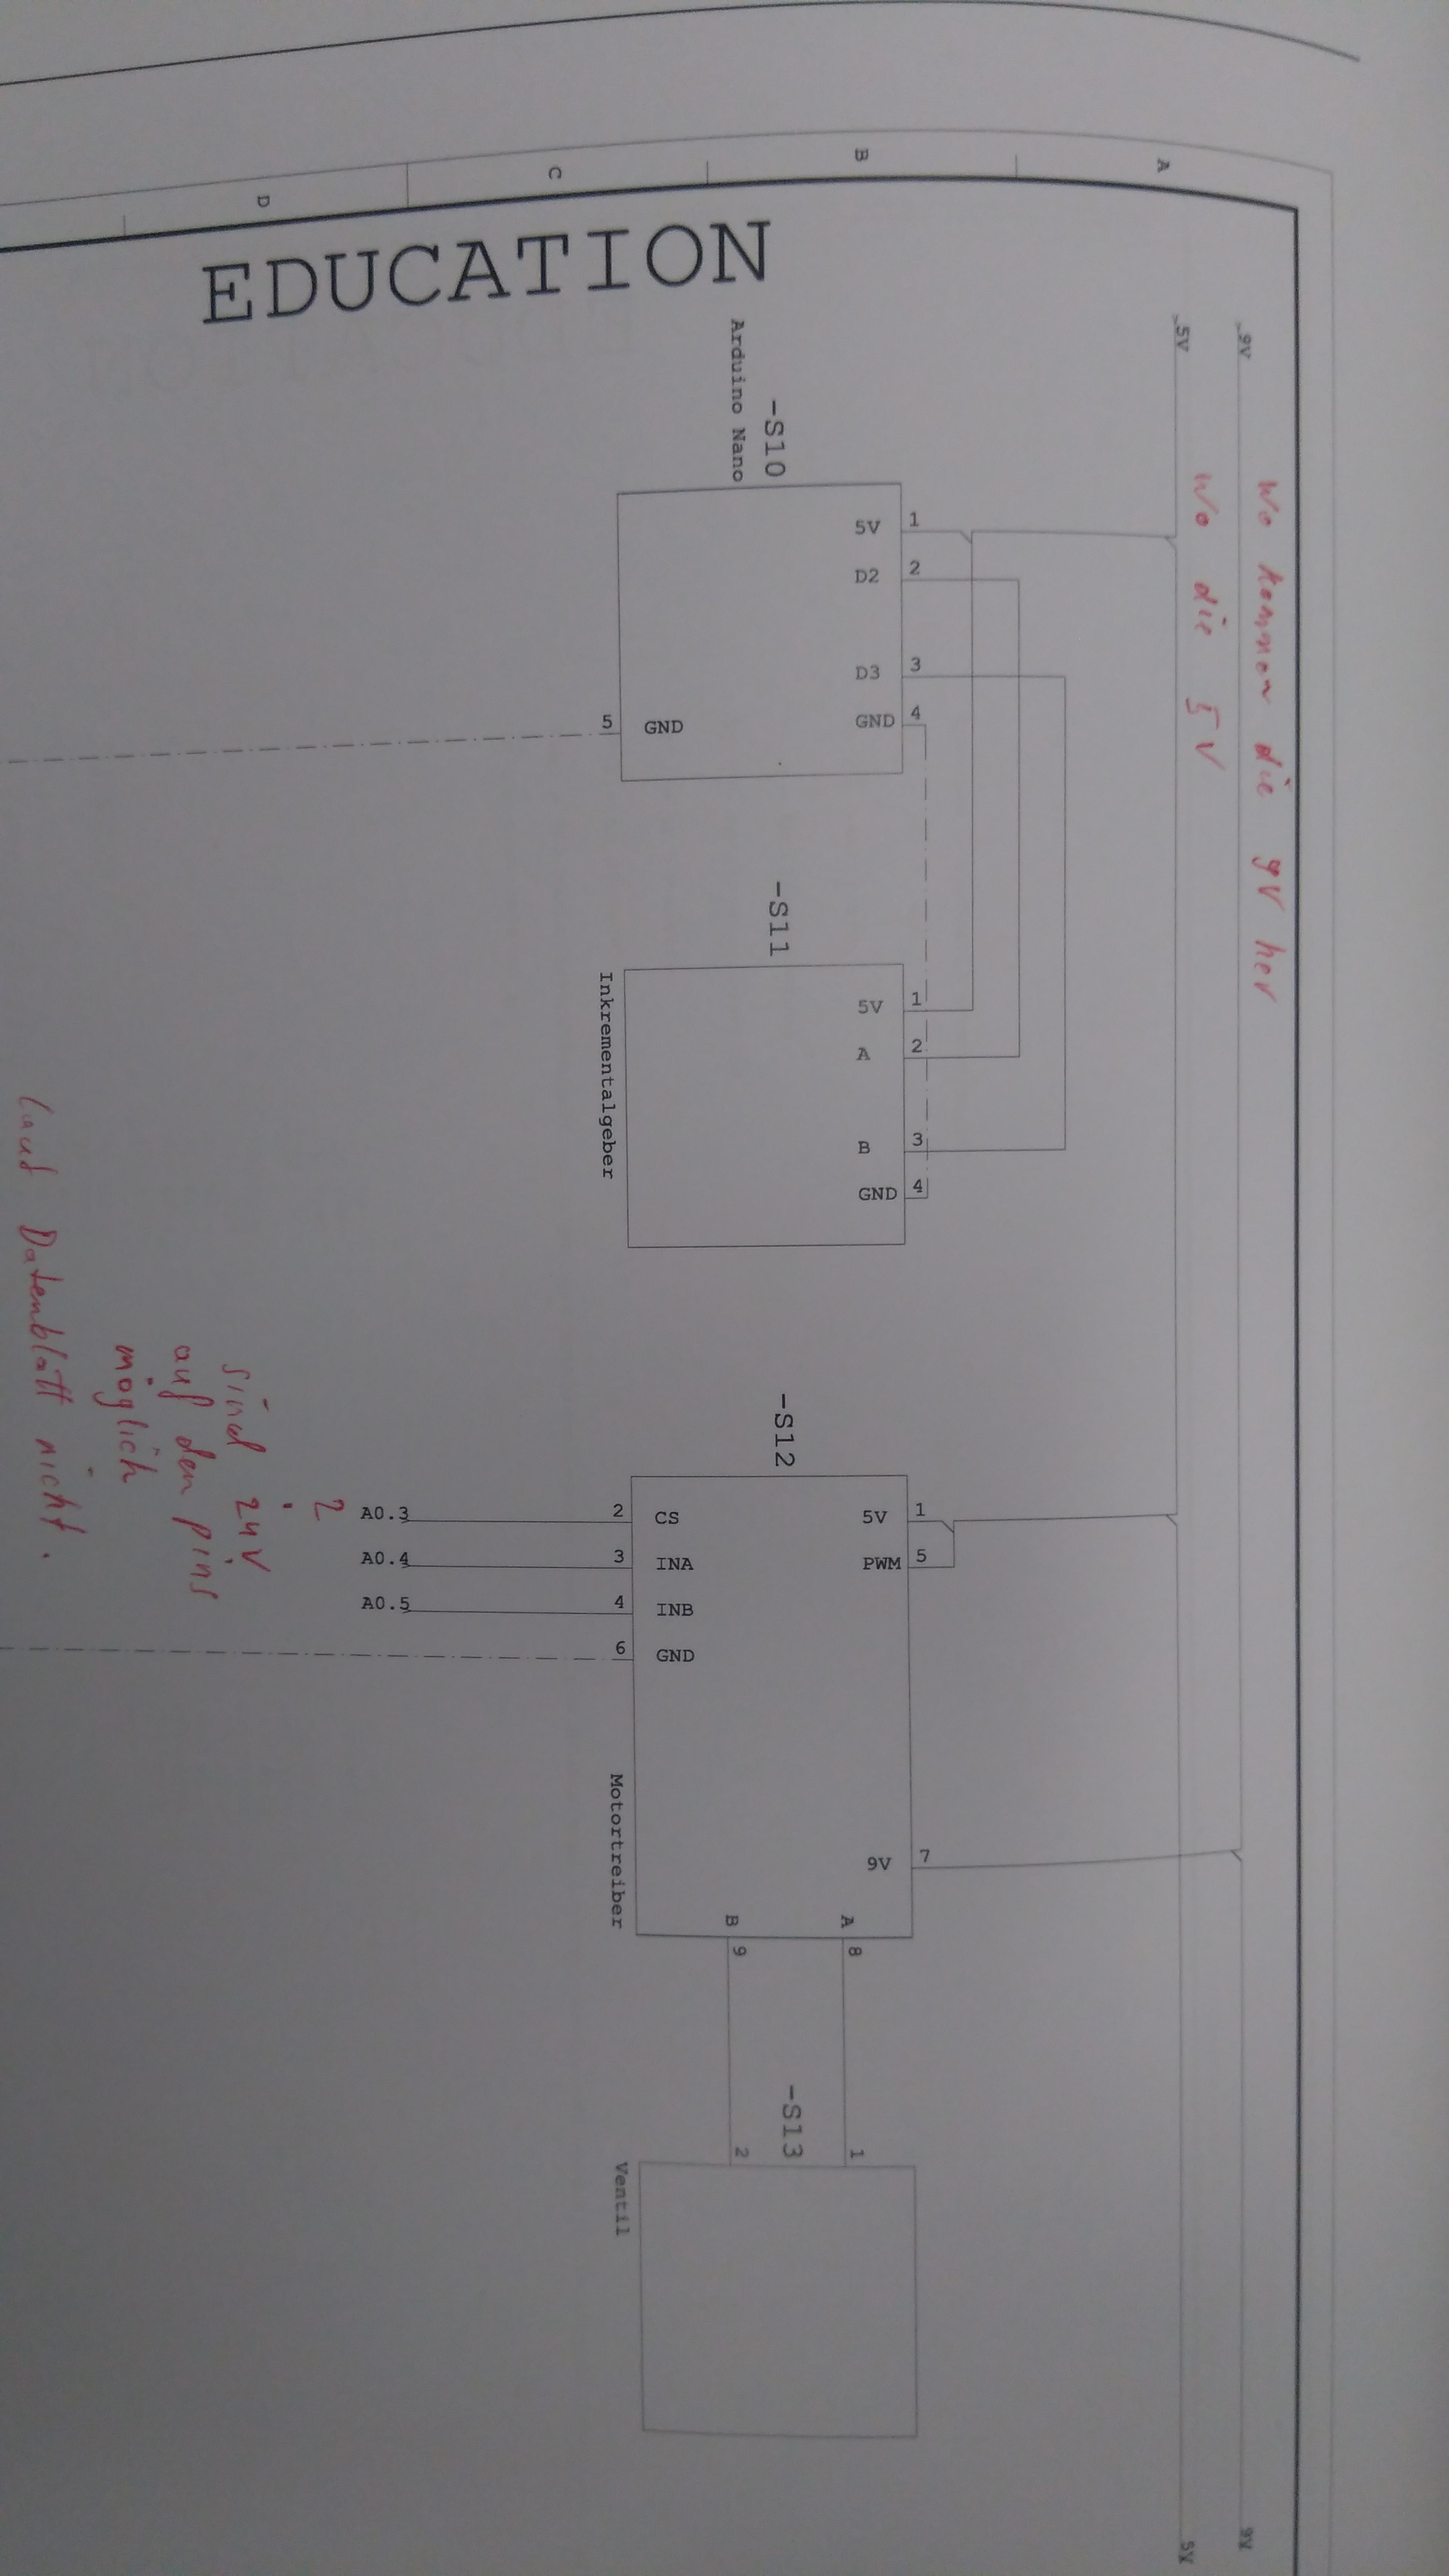 A
B
C
D
EDUCATION
9V
9V
5V
5V
Wo kommen die 9V her
Wo die 5V
-S10
Arduino Nano
1
2
3
4
5V
D2
D3
GND
GND
5
-S11
Inkrementalgeber
1
2
3
4
5V
A
B
GND
-S12
Motortreiber
1
5
7
5V
PWM
9V
CS
INA
INB
GND
2
3
4
6
A0.3
A0.4
A0.5
A
B
8
9
-S13
Ventil
1
2
?
sind 24V
auf den pins
möglich
laut Datenblatt nicht.